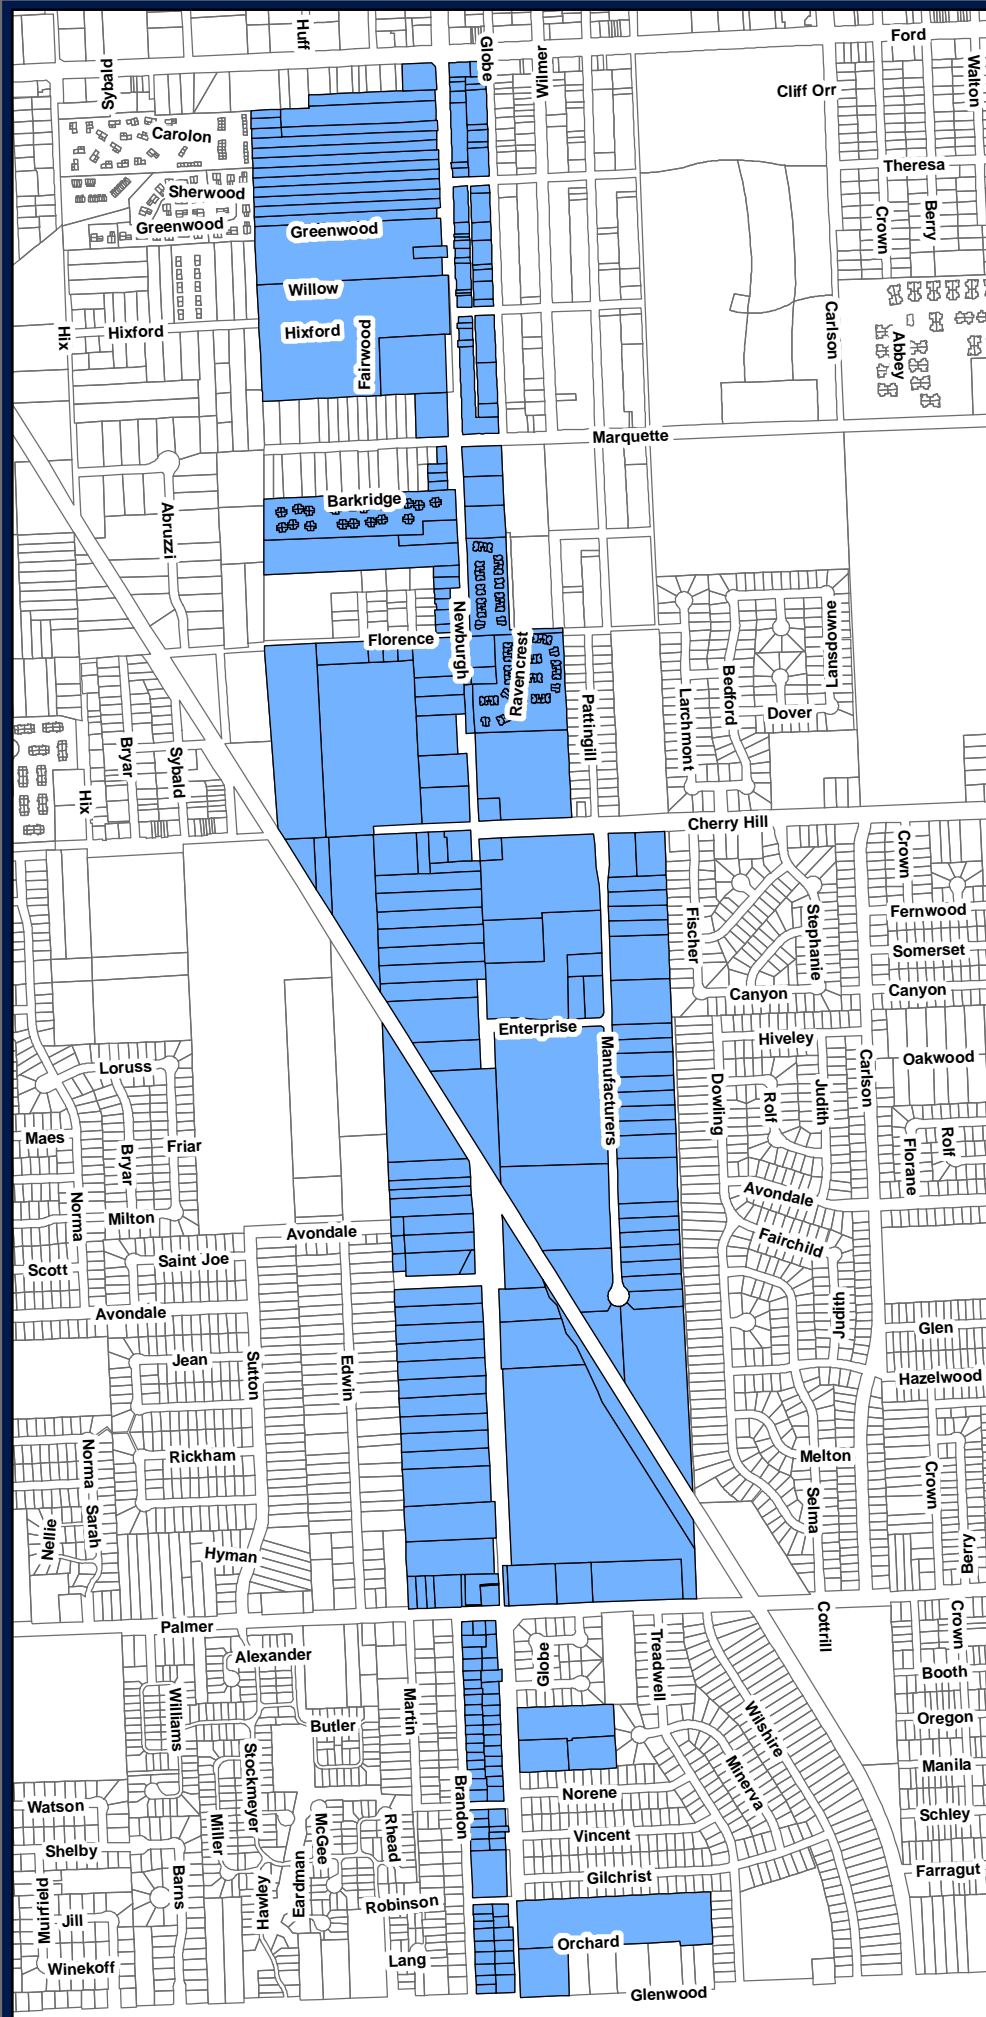 Huff
Globe
Ford
Sybald
Wilmer
Walton
Cliff Orr
Carolon
Theresa
Sherwood
Crown
Berry
Greenwood
Greenwood
Willow
Hix
Hixford
Hixford
Fairwood
Carlson
Abbey
Marquette
Barkridge
Abruzzi
Florence
Newburgh
Ravencrest
Lansdowne
Bedford
Larchmont
Dover
Pattingill
Bryar
Sybald
Hix
Cherry Hill
Crown
Fischer
Stephanie
Fernwood
Somerset
Canyon
Canyon
Enterprise
Manufacturers
Hiveley
Oakwood
Carlson
Loruss
Dowling
Rolf
Judith
Maes
Bryar
Friar
Florane
Rolf
Norma
Milton
Avondale
Avondale
Fairchild
Scott
Saint Joe
Avondale
Judith
Glen
Jean
Sutton
Edwin
Hazelwood
Norma
Rickham
Melton
Crown
Sarah
Selma
Nellie
Hyman
Berry
Palmer
Cottrill
Crown
Alexander
Globe
Treadwell
Booth
Williams
Martin
Butler
Oregon
Wilshire
Stockmeyer
Minerva
Manila
Watson
Brandon
Norene
Schley
Miller
McGee
Rhead
Vincent
Shelby
Gilchrist
Farragut
Barns
Eardman
Hawley
Muirfield
Robinson
Jill
Orchard
Lang
Winekoff
Glenwood